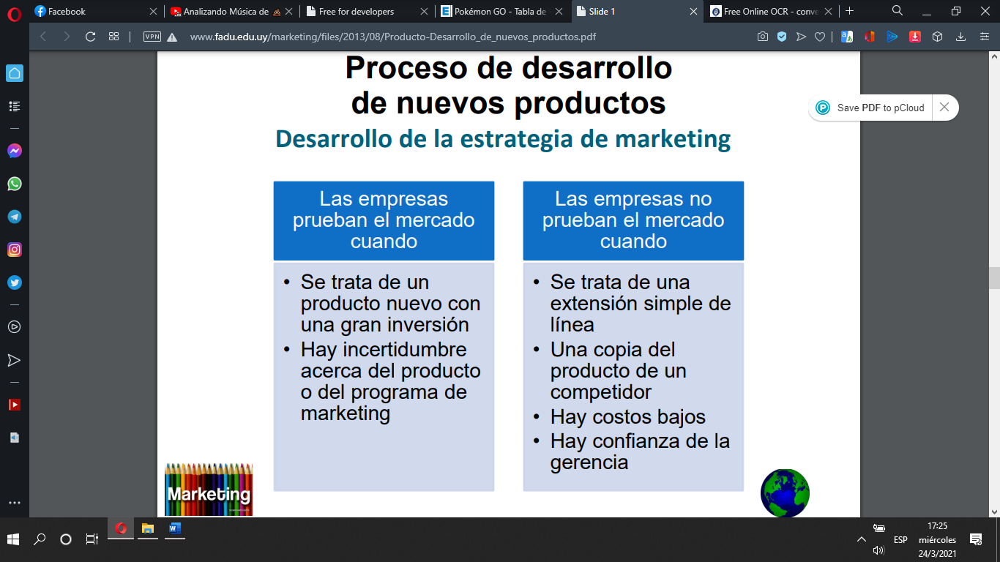 Facebook
Analizando Música de
Free for developers
Pokémon GO - Tabla de
Slide 1
Free Online OCR - conve
VPN
www.fadu.edu.uy/marketing/files/2013/08/Producto-Desarrollo_de_nuevos_productos.pdf
Save PDF to pCloud
Proceso de desarrollo
de nuevos productos
Desarrollo de la estrategia de marketing
Las empresas
prueban el mercado
cuando
• Se trata de un
producto nuevo con
una gran inversión
• Hay incertidumbre
acerca del producto
o del programa de
marketing
Las empresas no
prueban el mercado
cuando
• Se trata de una
extensión simple de
línea
• Una copia del
producto de un
competidor
• Hay costos bajos
• Hay confianza de la
gerencia
Marketing
ESP
17:25
miércoles
24/3/2021